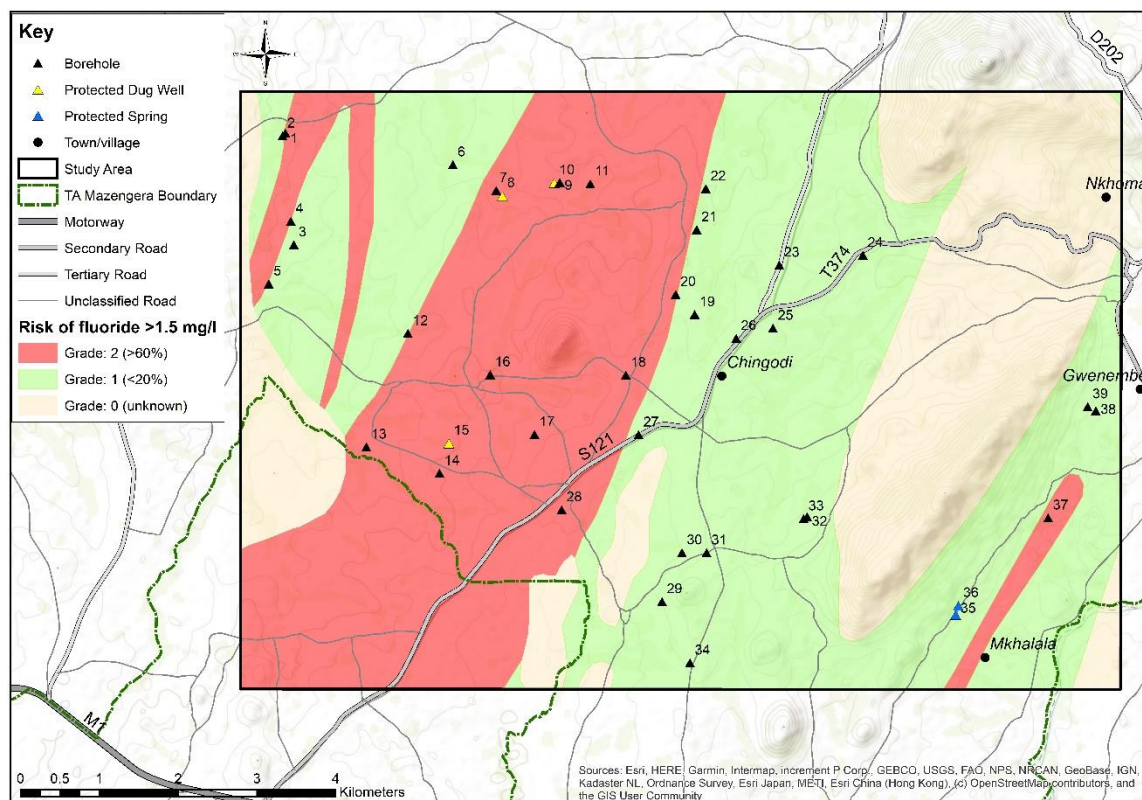 Key
Borehole
Protected Dug Well
Protected Spring
Town/village
Study Area
TA Mazengera Boundary
Motorway
Secondary Road
Tertiary Road
Unclassified Road
Risk of fluoride >1.5 mg/l
Grade: 2 (>60%)
Grade: 1 (<20%)
Grade: 0 (unknown)
N
D202
2
1
6
10
7 8
9
11
22
Nkhoma
4
21
3
24
23
T374
5
20
19
12
26
25
Chingodi
16
18
Gwenembe
39
38
15
17
27
13
S121
14
28
33
32
37
30
31
29
36
35
34
Mkhalala
M1
0 0.5 1 2 3 4
Kilometers
Sources: Esri, HERE, Garmin, Intermap, increment P Corp., GEBCO, USGS, FAO, NPS, NRCAN, GeoBase, IGN,
Kadaster NL, Ordnance Survey, Esri Japan, METI, Esri China (Hong Kong), (c) OpenStreetMap contributors, and
the GIS User Community